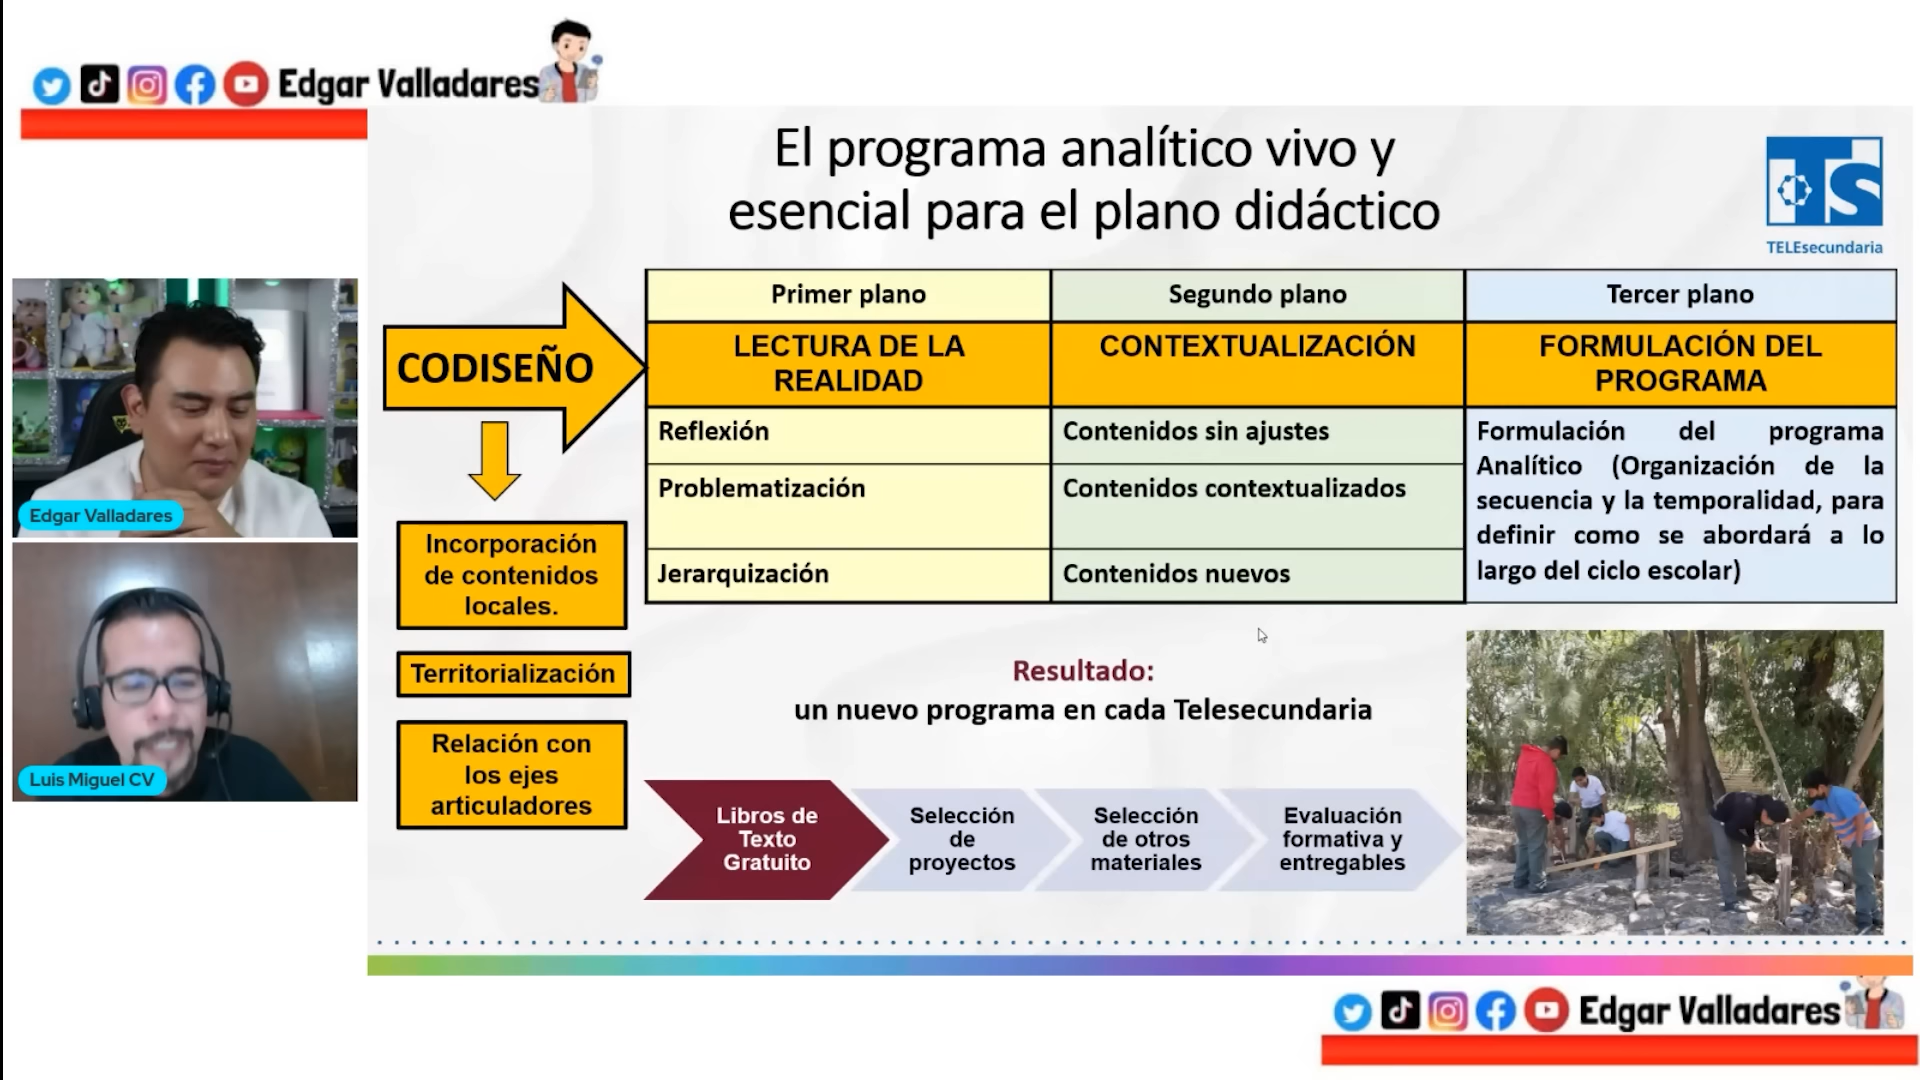 Edgar Valladares
El programa analítico vivo y
esencial para el plano didáctico
TS
TELEsecundaria
CODISEÑO
Incorporación
de contenidos
locales.
Territorialización
Relación con
los ejes
articuladores
Primer plano
Segundo plano
Tercer plano
LECTURA DE LA
REALIDAD
CONTEXTUALIZACIÓN
FORMULACIÓN DEL
PROGRAMA
Reflexión
Contenidos sin ajustes
Formulación del programa
Analítico (Organización de la
secuencia y la temporalidad, para
definir como se abordará a lo
largo del ciclo escolar)
Problematización
Contenidos contextualizados
Jerarquización
Contenidos nuevos
Resultado:
un nuevo programa en cada Telesecundaria
Libros de
Texto
Gratuito
Selección
de
proyectos
Selección
de otros
materiales
Evaluación
formativa y
entregables
Edgar Valladares
Luis Miguel CV
Edgar Valladares